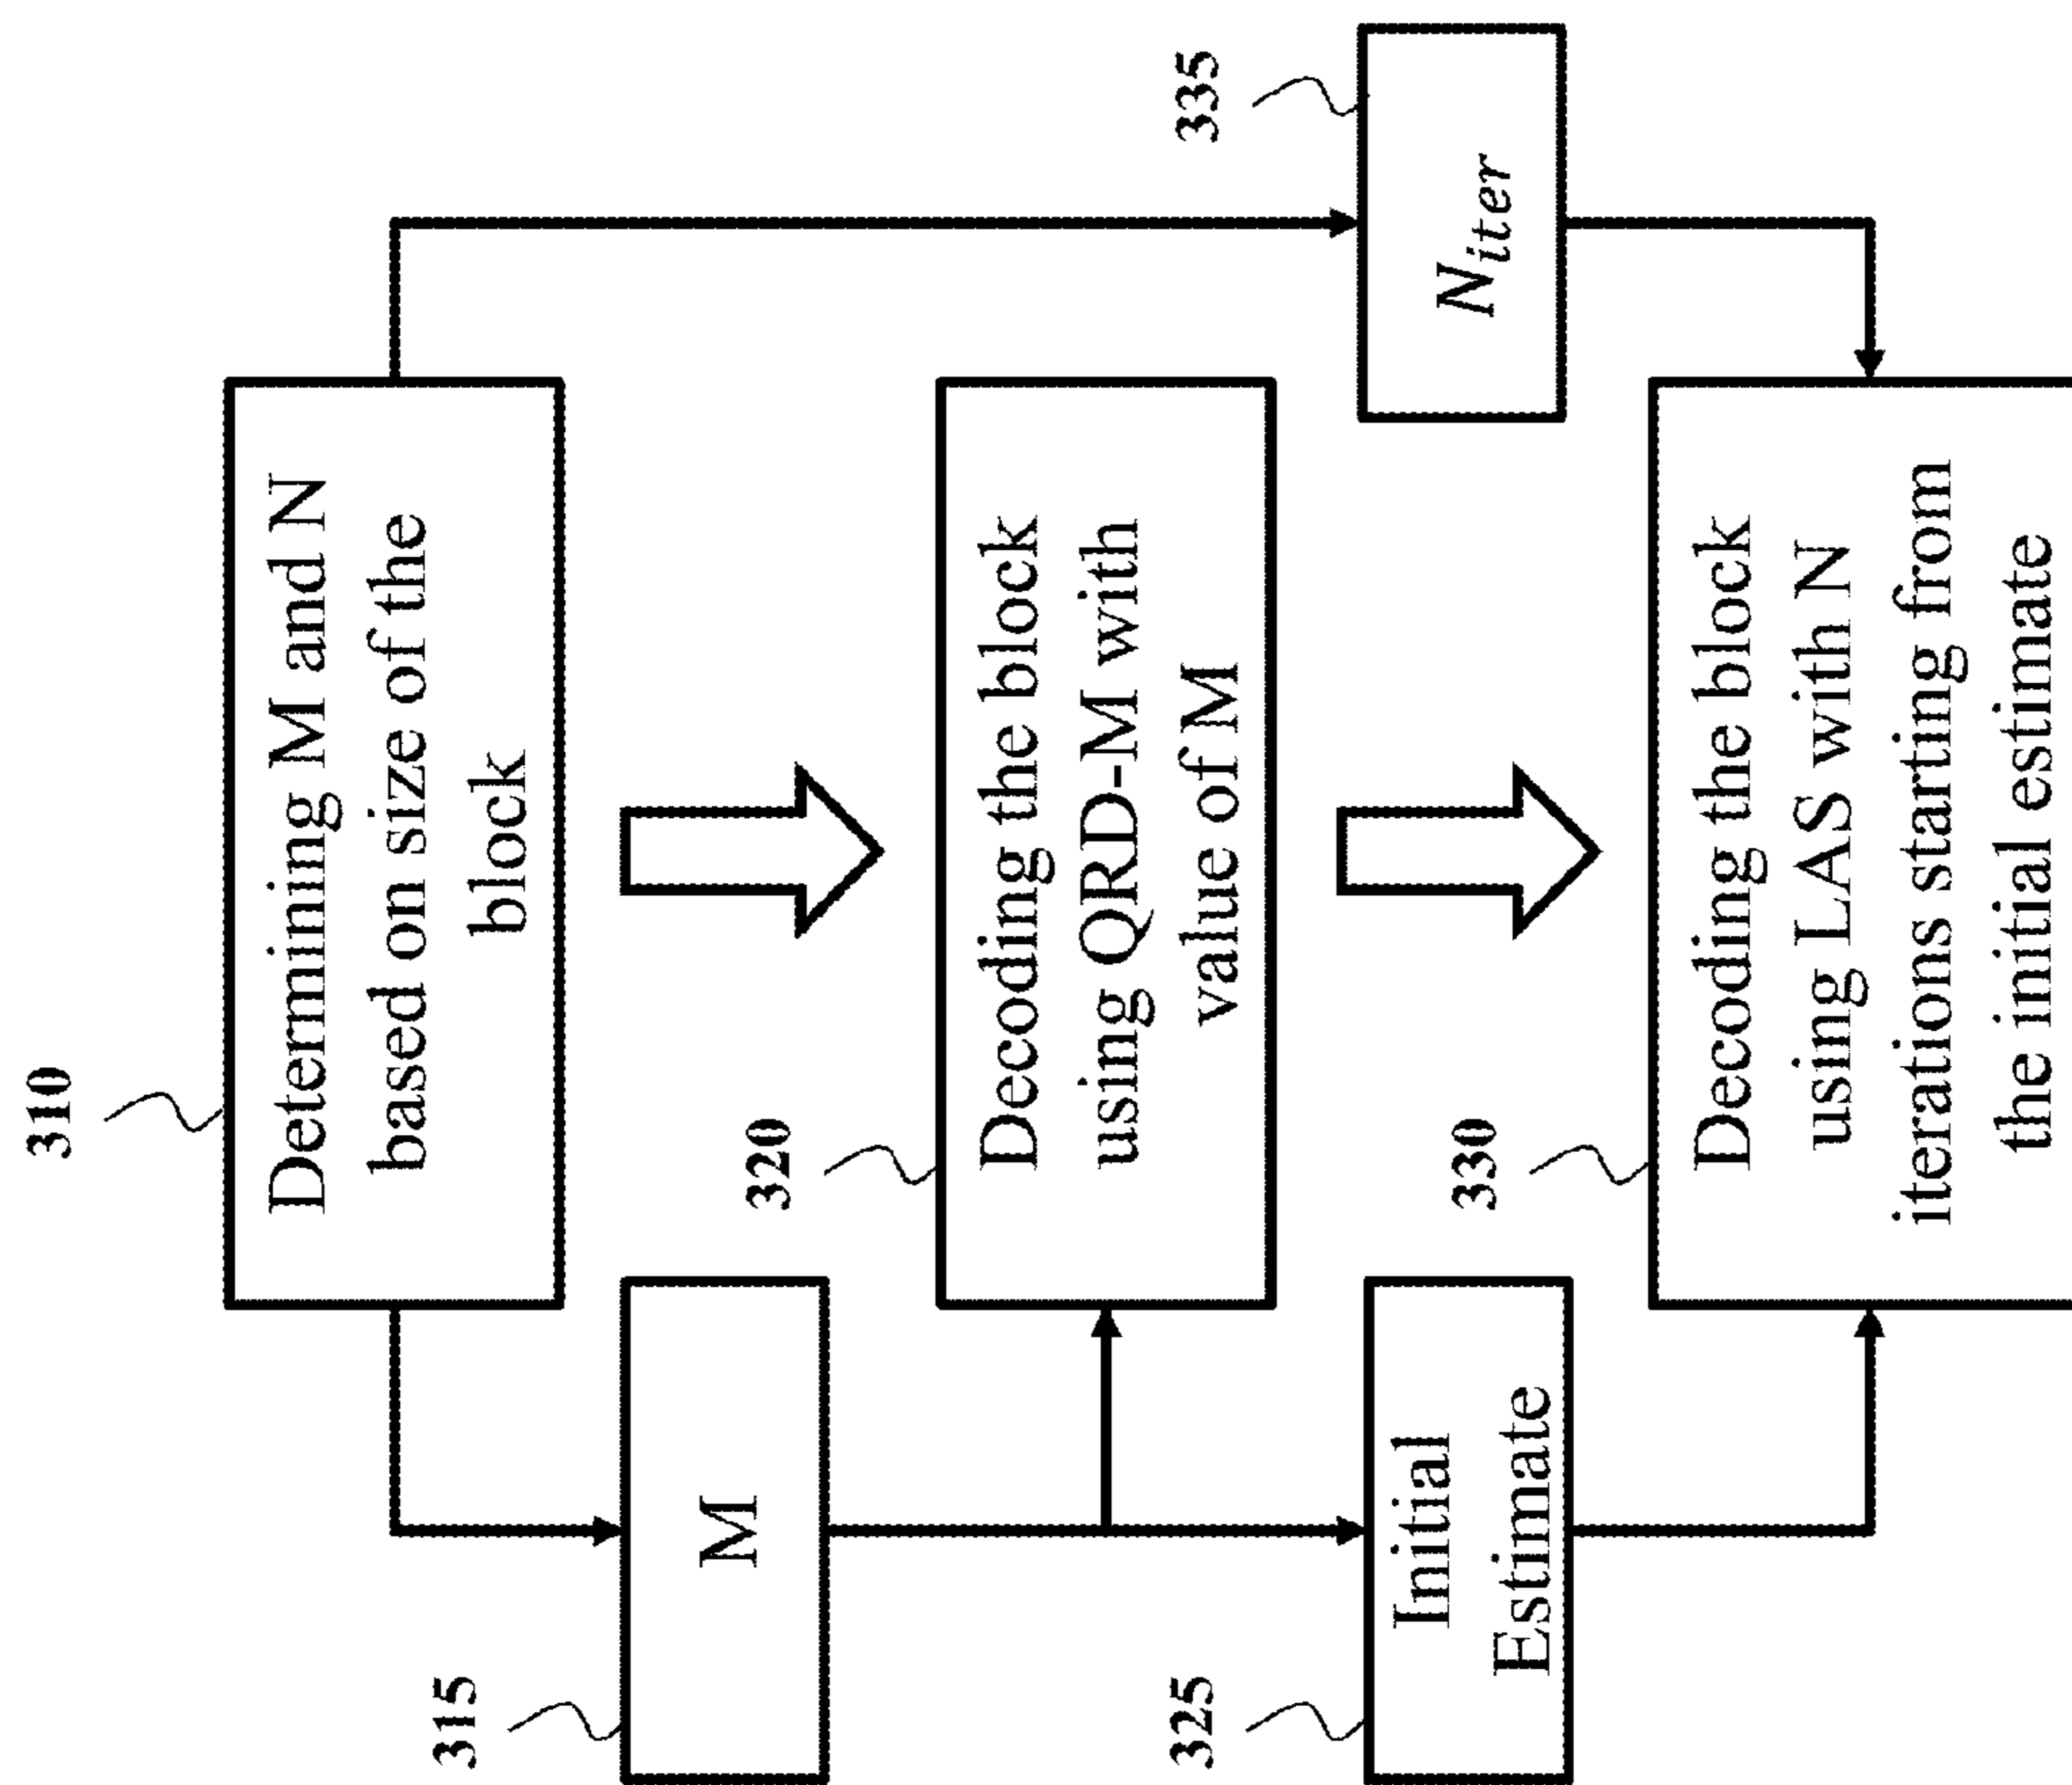 310
Determining M and N
based on size of the
block
315
M
320
Decoding the block
using QRD-M with
value of M
325
Initial
Estimate
335
Niter
330
Decoding the block
using LAS with N
iterations starting from
the initial estimate